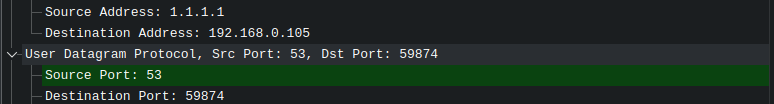 Source Address: 1.1.1.1
Destination Address: 192.168.0.105
User Datagram Protocol, Src Port: 53, Dst Port: 59874
Source Port: 53
Destination Port: 59874